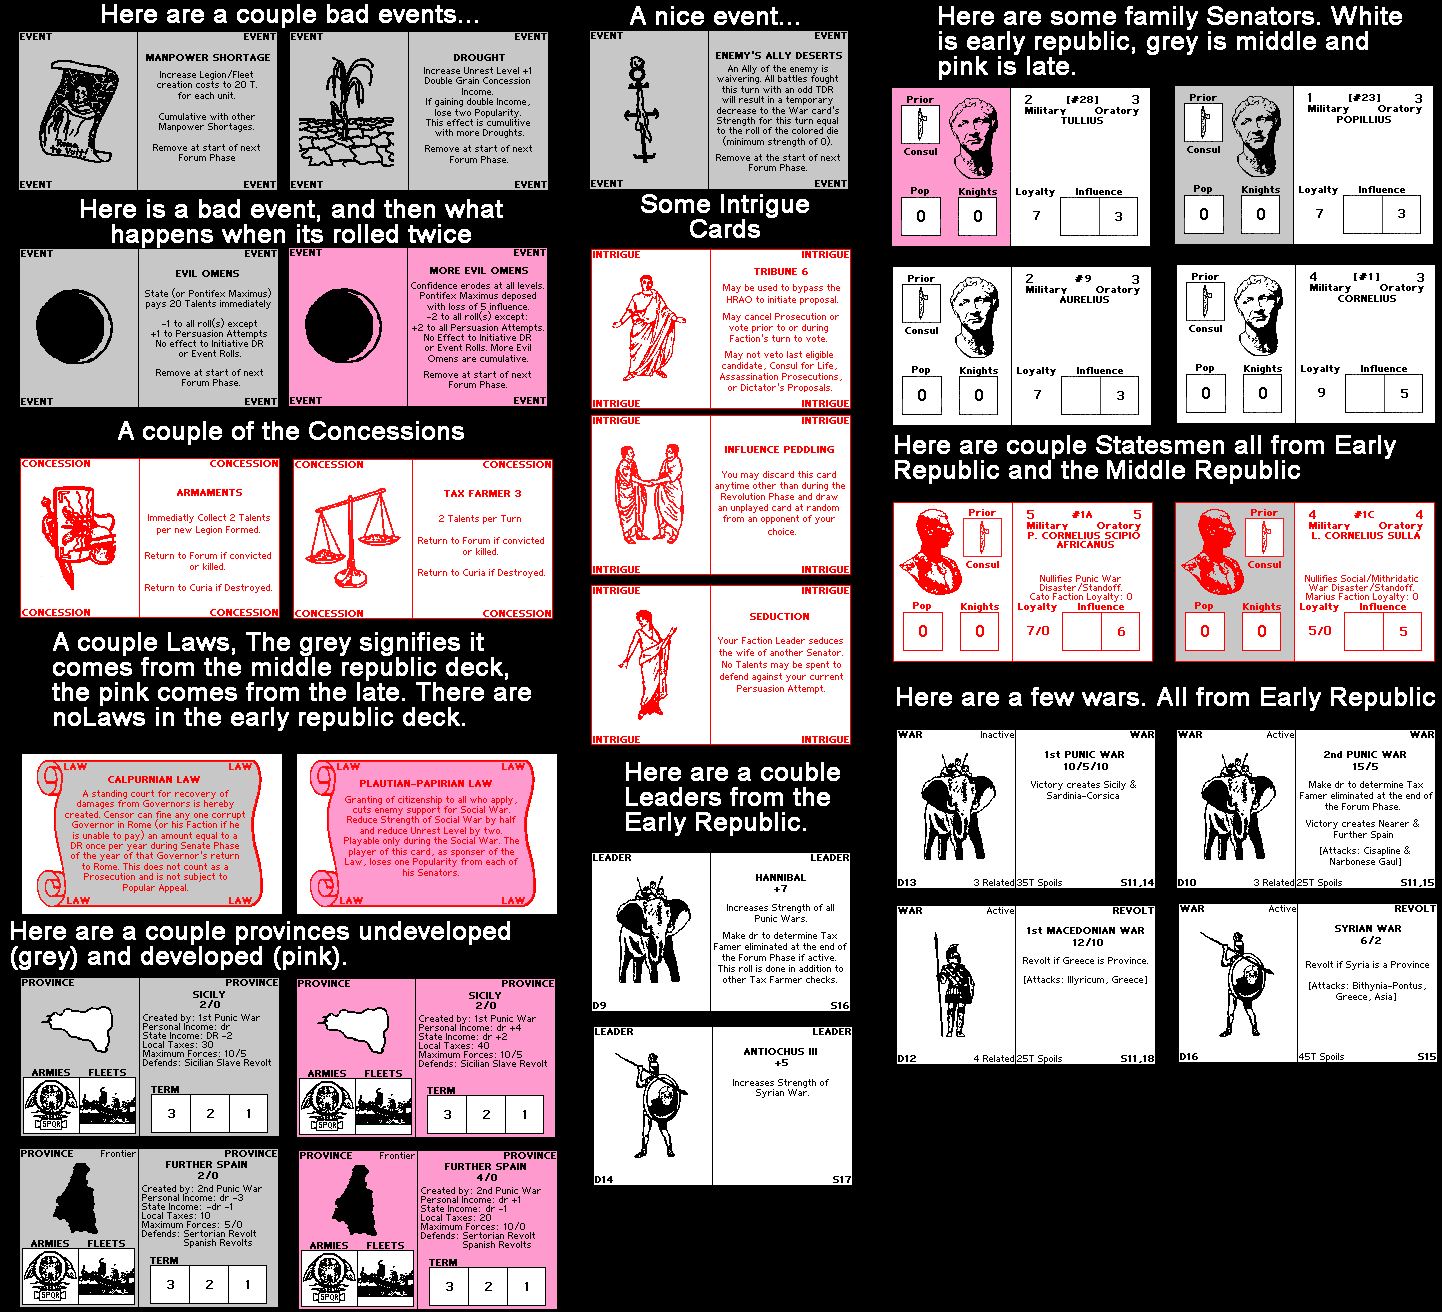 Here are a couple bad events...
EVENT
EVENT
MANPOWER SHORTAGE
Increase Legion/Fleet
creation costs to 20 T.
for each unit.
Cumulative with other
Manpower Shortages.
Remove at start of next
Forum Phase
Rome
to Volt!
EVENT
EVENT
EVENT
EVENT
DROUGHT
Increase Unrest Level +1
Double Grain Concession
Income.
If gaining double Income,
lose two Popularity.
This effect is cumulitive
with more Droughts.
Remove at start of next
Forum Phase.
EVENT
EVENT
Here is a bad event, and then what
happens when its rolled twice
EVENT
EVENT
EVIL OMENS
State (or Pontifex Maximus)
pays 20 Talents immediately
-1 to all roll(s) except
+1 to Persuasion Attempts
No effect to Initiative DR
or Event Rolls.
Remove at start of next
Forum Phase.
EVENT
EVENT
EVENT
EVENT
MORE EVIL OMENS
Confidence erodes at all levels.
Pontifex Maximus deposed
with loss of 5 influence.
-2 to all roll(s) except:
+2 to all Persuasion Attempts.
No Effect to Initiative DR
or Event Rolls. More Evil
Omens are cumulative.
Remove at start of next
Forum Phase.
EVENT
EVENT
A couple of the Concessions
CONCESSION
CONCESSION
ARMAMENTS
Immediatly Collect 2 Talents
per new Legion Formed.
Return to Forum if convicted
or killed.
Return to Curia if Destroyed.
CONCESSION
CONCESSION
CONCESSION
CONCESSION
TAX FARMER 3
2 Talents per Turn
Return to Forum if convicted
or killed.
Return to Curia if Destroyed.
CONCESSION
CONCESSION
A couple Laws, The grey signifies it
comes from the middle republic deck,
the pink comes from the late. There are
noLaws in the early republic deck.
LAW
LAW
CALPURNIAN LAW
A standing court for recovery of
damages from Governors is hereby
created. Censor can fine any one corrupt
Governor in Rome (or his Faction if he
is unable to pay) an amount equal to a
DR once per year during Senate Phase
of the year of that Governor's return
to Rome. This does not count as a
Prosecution and is not subject to
Popular Appeal.
LAW
LAW
LAW
LAW
PLAUTIAN-PAPIRIAN LAW
Granting of citizenship to all who apply,
cuts enemy support for Social War.
Reduce Strength of Social War by half
and reduce Unrest Level by two.
Playable only during the Social War. The
player of this card, as sponser of the
Law, loses one Popularity from each of
his Senators.
LAW
LAW
Here are a couple provinces undeveloped
(grey) and developed (pink).
PROVINCE
PROVINCE
SICILY
2/0
Created by: 1st Punic War
Personal Income: dr
State Income: DR -2
Local Taxes: 30
Maximum Forces: 10/5
Defends: Sicilian Slave Revolt
ARMIES FLEETS
SPQR
TERM
3 2 1
PROVINCE
PROVINCE
SICILY
2/0
Created by: 1st Punic War
Personal Income: dr +4
State Income: dr +2
Local Taxes: 40
Maximum Forces: 10/5
Defends: Sicilian Slave Revolt
ARMIES FLEETS
SPQR
TERM
3 2 1
PROVINCE Frontier
PROVINCE
FURTHER SPAIN
2/0
Created by: 2nd Punic War
Personal Income: dr -3
State Income: -dr -1
Local Taxes: 10
Maximum Forces: 5/0
Defends: Sertorian Revolt
Spanish Revolts
ARMIES FLEETS
SPQR
TERM
3 2 1
PROVINCE Frontier
PROVINCE
FURTHER SPAIN
4/0
Created by: 2nd Punic War
Personal Income: dr +1
State Income: dr -1
Local Taxes: 20
Maximum Forces: 10/0
Defends: Sertorian Revolt
Spanish Revolts
ARMIES FLEETS
SPQR
TERM
3 2 1
A nice event...
EVENT
EVENT
ENEMY'S ALLY DESERTS
An Ally of the enemy is
waivering. All battles fought
this turn with an odd TDR
will result in a temporary
decrease to the War card's
Strength for this turn equal
to the roll of the colored die
(minimum strength of 0).
Remove at the start of next
Forum Phase.
EVENT
EVENT
Some Intrigue
Cards
INTRIGUE
INTRIGUE
TRIBUNE 6
May be used to bypass the
HRAO to initiate proposal.
May cancel Prosecution or
vote prior to or during
Faction's turn to vote.
May not veto last eligible
candidate, Consul for Life,
Assassination Prosecutions,
or Dictator's Proposals.
INTRIGUE
INTRIGUE
INTRIGUE
INTRIGUE
INFLUENCE PEDDLING
You may discard this card
anytime other than during the
Revolution Phase and draw
an unplayed card at random
from an opponent of your
choice.
INTRIGUE
INTRIGUE
INTRIGUE
INTRIGUE
SEDUCTION
Your Faction Leader seduces
the wife of another Senator.
No Talents may be spent to
defend against your current
Persuasion Attempt.
INTRIGUE
INTRIGUE
Here are a couble
Leaders from the
Early Republic.
LEADER
LEADER
HANNIBAL
+7
Increases Strength of all
Punic Wars.
Make dr to determine Tax
Famer eliminated at the end of
the Forum Phase if active.
This roll is done in addition to
other Tax Farmer checks.
D9
S16
LEADER
LEADER
ANTIOCHUS III
+5
Increases Strength of
Syrian War.
D14
S17
Here are some family Senators. White
is early republic, grey is middle and
pink is late.
Prior
Consul
2 [#28] 3
Military Oratory
TULLIUS
Pop Knights Loyalty Influence
0 0 7 3
Prior
Consul
1 [#23] 3
Military Oratory
POPILLIUS
Pop Knights Loyalty Influence
0 0 7 3
Prior
Consul
2 #9 3
Military Oratory
AURELIUS
Pop Knights Loyalty Influence
0 0 7 3
Prior
Consul
4 [#1] 3
Military Oratory
CORNELIUS
Pop Knights Loyalty Influence
0 0 9 5
Here are couple Statesmen all from Early
Republic and the Middle Republic
Prior
Consul
5 #1A 5
Military Oratory
P. CORNELIUS SCIPIO
AFRICANUS
Nullifies Punic War
Disaster/Standoff.
Cato Faction Loyalty: 0
Pop Knights Loyalty Influence
0 0 7/0 6
Prior
Consul
4 #1C 4
Military Oratory
L. CORNELIUS SULLA
Nullifies Social/Mithridatic
War Disaster/Standoff.
Marius Faction Loyalty: 0
Pop Knights Loyalty Influence
0 0 5/0 5
Here are a few wars. All from Early Republic
WAR Inactive
WAR
1st PUNIC WAR
10/5/10
Victory creates Sicily &
Sardinia-Corsica
D13 3 Related 35T Spoils S11,14
WAR Active
WAR
2nd PUNIC WAR
15/5
Make dr to determine Tax
Famer eliminated at the end of
the Forum Phase.
Victory creates Nearer &
Further Spain
[Attacks: Cisapline &
Narbonese Gaul]
D10 3 Related 25T Spoils S11,15
WAR Active
REVOLT
1st MACEDONIAN WAR
12/10
Revolt if Greece is Province.
[Attacks: Illyricum, Greece]
D12 4 Related 25T Spoils S11,18
WAR Active
REVOLT
SYRIAN WAR
6/2
Revolt if Syria is a Province
[Attacks: Bithynia-Pontus,
Greece, Asia]
D16 45T Spoils S15